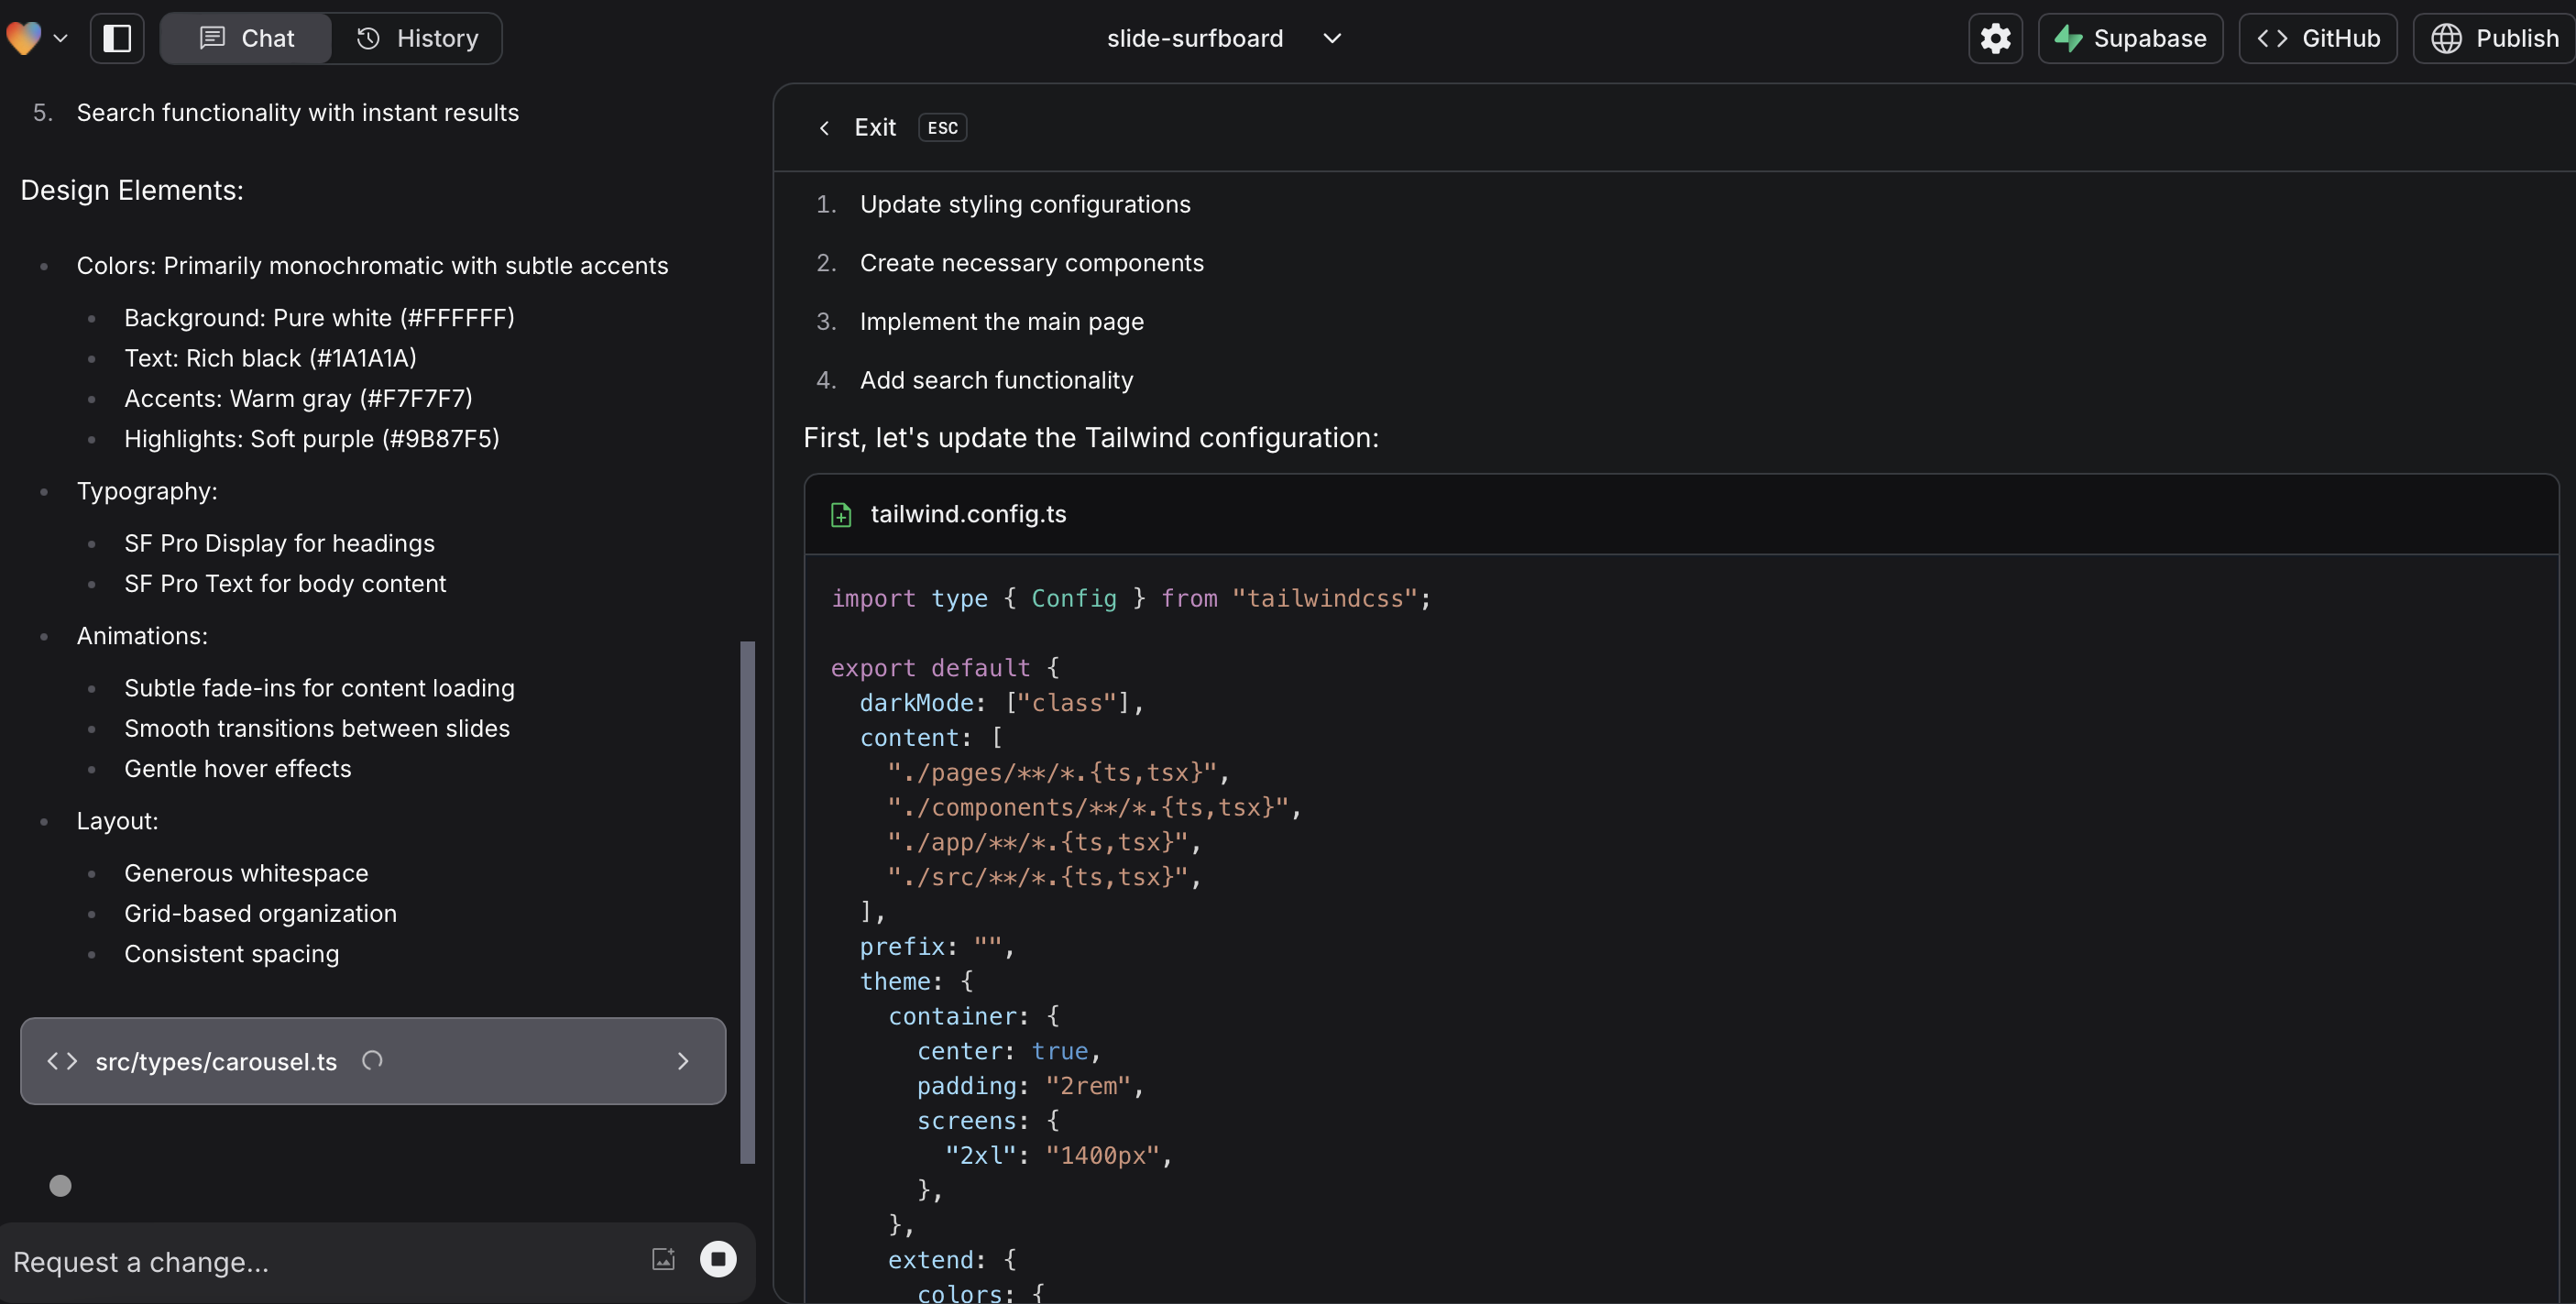 Chat
History
slide-surfboard
Supabase
GitHub
Publish
5. Search functionality with instant results
Design Elements:
Colors: Primarily monochromatic with subtle accents
Background: Pure white (#FFFFFF)
Text: Rich black (#1A1A1A)
Accents: Warm gray (#F7F7F7)
Highlights: Soft purple (#9B87F5)
Typography:
SF Pro Display for headings
SF Pro Text for body content
Animations:
Subtle fade-ins for content loading
Smooth transitions between slides
Gentle hover effects
Layout:
Generous whitespace
Grid-based organization
Consistent spacing
src/types/carousel.ts
Request a change...
Exit ESC
1. Update styling configurations
2. Create necessary components
3. Implement the main page
4. Add search functionality
First, let's update the Tailwind configuration:
tailwind.config.ts
import type { Config } from "tailwindcss";
export default {
darkMode: ["class"],
content: [
"./pages/**/*.{ts,tsx}",
"./components/**/*.{ts,tsx}",
"./app/**/*.{ts,tsx}",
"./src/**/*.{ts,tsx}",
],
prefix: "",
theme: {
container: {
center: true,
padding: "2rem",
screens: {
"2xl": "1400px",
},
},
extend: {
colors: {